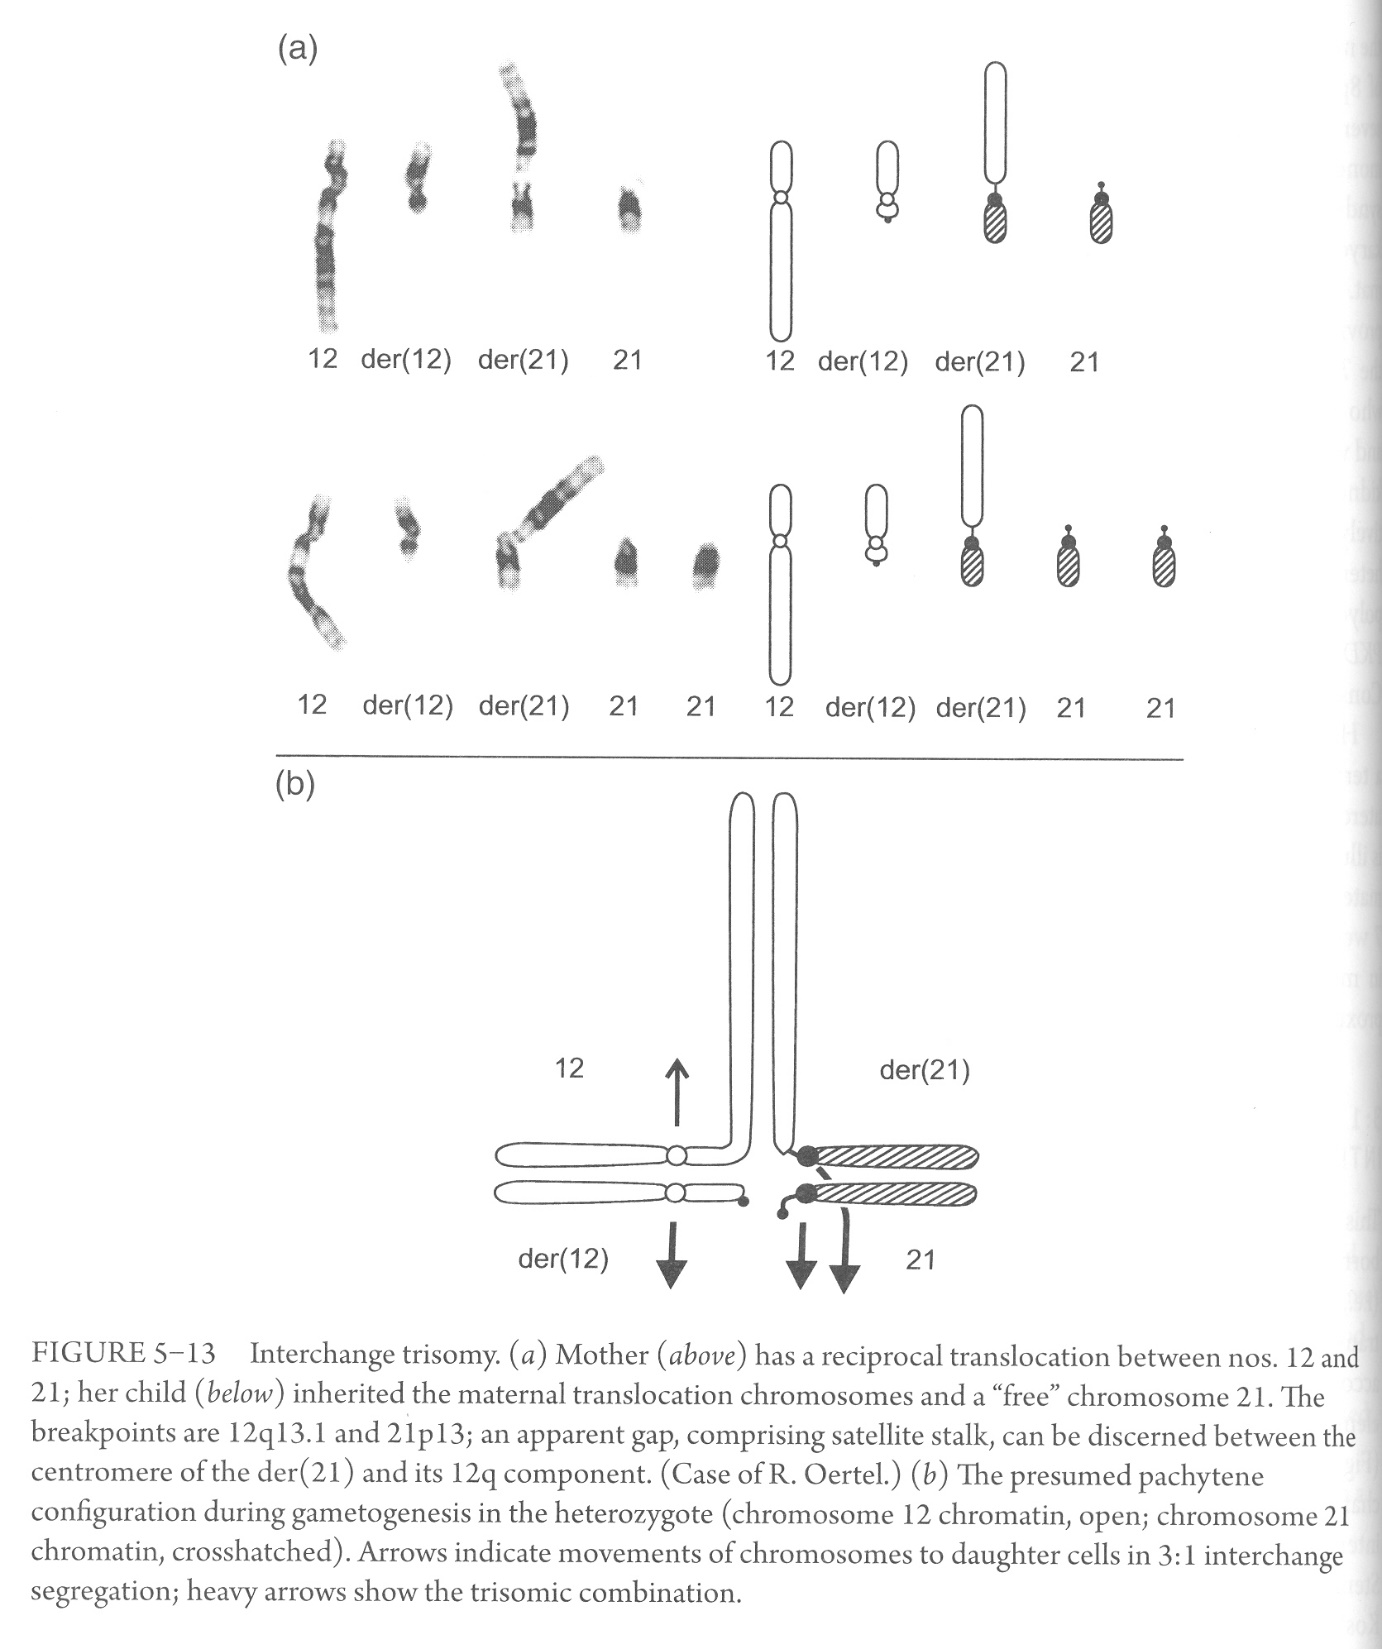 (a)
12 der(12) der(21) 21 12 der(12) der(21) 21
12 der(12) der(21) 21 21 12 der(12) der(21) 21 21
(b)
12 der(21)
der(12) 21
FIGURE 5–13 Interchange trisomy. (a) Mother (above) has a reciprocal translocation between nos. 12 and
21; her child (below) inherited the maternal translocation chromosomes and a “free” chromosome 21. The
breakpoints are 12q13.1 and 21p13; an apparent gap, comprising satellite stalk, can be discerned between the
centromere of the der(21) and its 12q component. (Case of R. Oertel.) (b) The presumed pachytene
configuration during gametogenesis in the heterozygote (chromosome 12 chromatin, open; chromosome 21
chromatin, crosshatched). Arrows indicate movements of chromosomes to daughter cells in 3:1 interchange
segregation; heavy arrows show the trisomic combination.